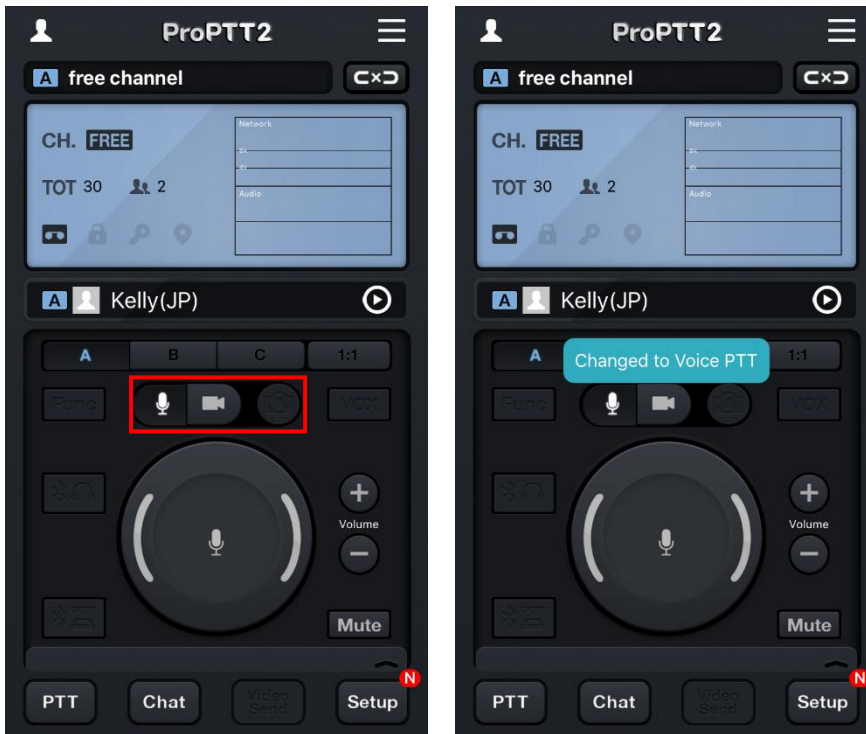 ProPTT2
A free channel
CH. FREE
Network
TOT 30 2
Audio
A Kelly(JP)
A B C 1:1
Func VOX
Volume
PTT
Mute
N
PTT Chat Video Send Setup
ProPTT2
A free channel
CH. FREE
Network
TOT 30 2
Audio
A Kelly(JP)
A 1:1
Changed to Voice PTT
Func VOX
Volume
PTT
Mute
N
PTT Chat Video Send Setup